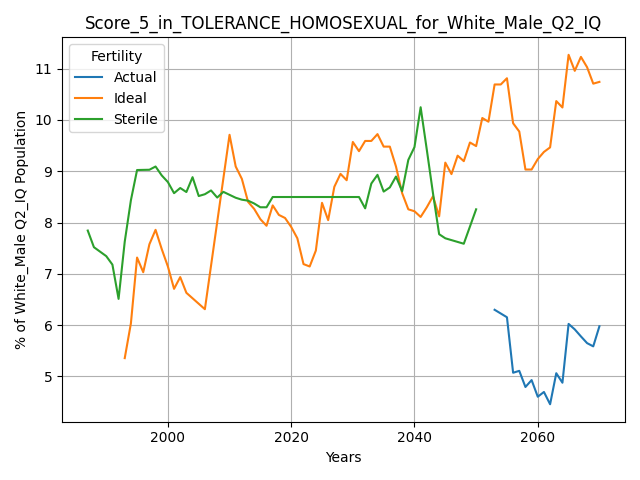 Score_5_in_TOLERANCE_HOMOSEXUAL_for_White_Male_Q2_IQ
Fertility
Actual
Ideal
Sterile
% of White_Male Q2_IQ Population
11
10
9
8
7
6
5
2000 2020 2040 2060
Years